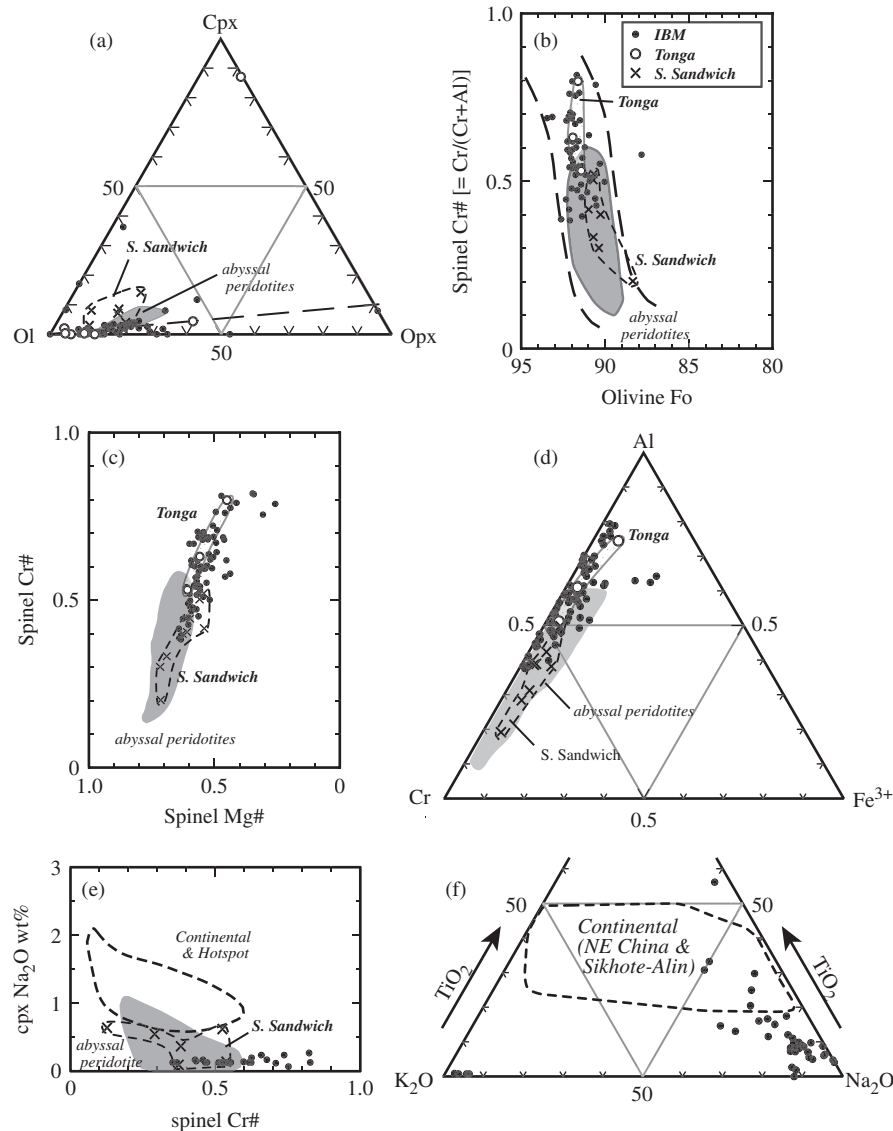 (a)
Cpx
50
50
S. Sandwich
abyssal
peridotites
Ol
50
Opx
(b)
IBM
Tonga
S. Sandwich
Spinel Cr# [= Cr/(Cr+Al)]
1.0
0.5
0
Tonga
S. Sandwich
abyssal
peridotites
95
90
85
80
Olivine Fo
(c)
Spinel Cr#
1.0
0.5
0
Tonga
S. Sandwich
abyssal peridotites
1.0
0.5
0
Spinel Mg#
(d)
Al
Tonga
0.5
0.5
abyssal peridotites
S. Sandwich
Cr
0.5
Fe3+
(e)
cpx Na2O wt%
3
2
1
0
Continental
& Hotspot
S. Sandwich
abyssal
peridotite
0
0.5
1.0
spinel Cr#
(f)
50
50
Continental
(NE China &
Sikhote-Alin)
TiO2
TiO2
K2O
50
Na2O